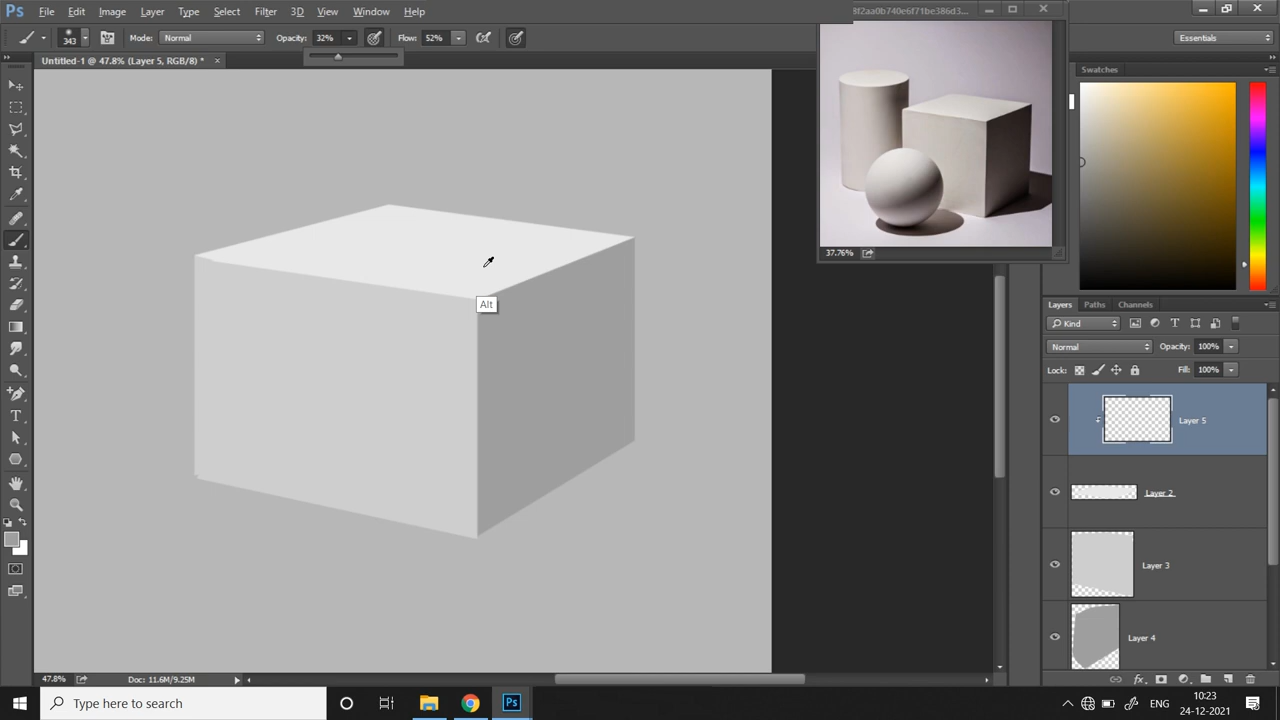 Ps File Edit Image Layer Type Select Filter 3D View Window Help
8f2aa0b740e6f71be386d3...
343 Mode: Normal Opacity: 32% Flow: 52% Essentials
Untitled-1 @ 47.8% (Layer 5, RGB/8) * ×
Swatches
37.76%
Alt
Layers Paths Channels
Kind
Normal Opacity: 100%
Lock: Fill: 100%
Layer 5
Layer 2
Layer 3
Layer 4
fx
47.8% Doc: 11.6M/9.25M
Type here to search
Ps
ENG
10:23
24-12-2021